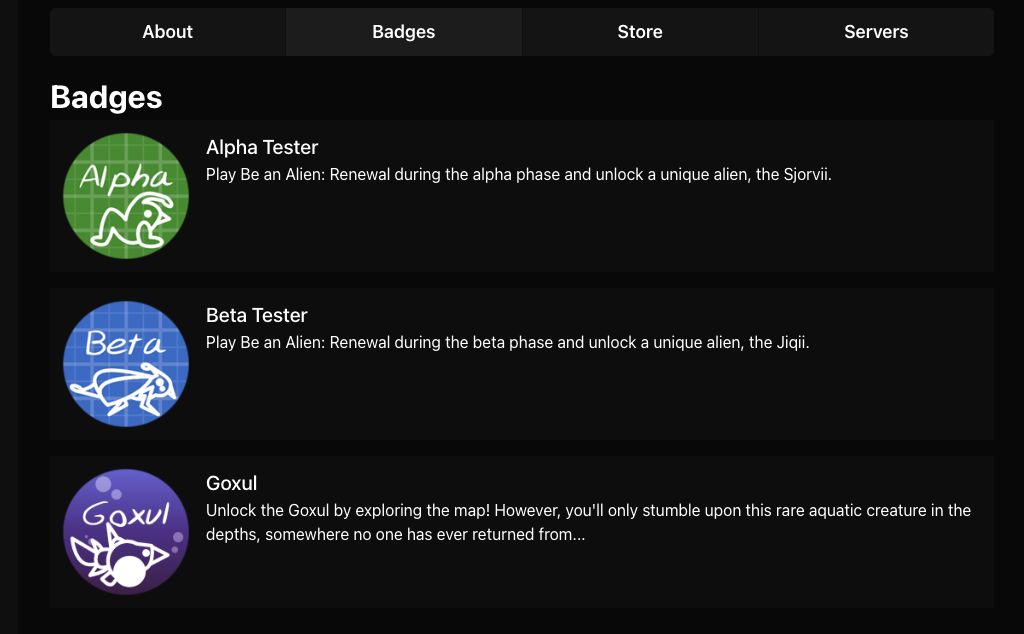 About
Badges
Store
Servers
Badges
Alpha
Alpha Tester
Play Be an Alien: Renewal during the alpha phase and unlock a unique alien, the Sjorvii.
Beta
Beta Tester
Play Be an Alien: Renewal during the beta phase and unlock a unique alien, the Jiqii.
Goxul
Goxul
Unlock the Goxul by exploring the map! However, you'll only stumble upon this rare aquatic creature in the
depths, somewhere no one has ever returned from...